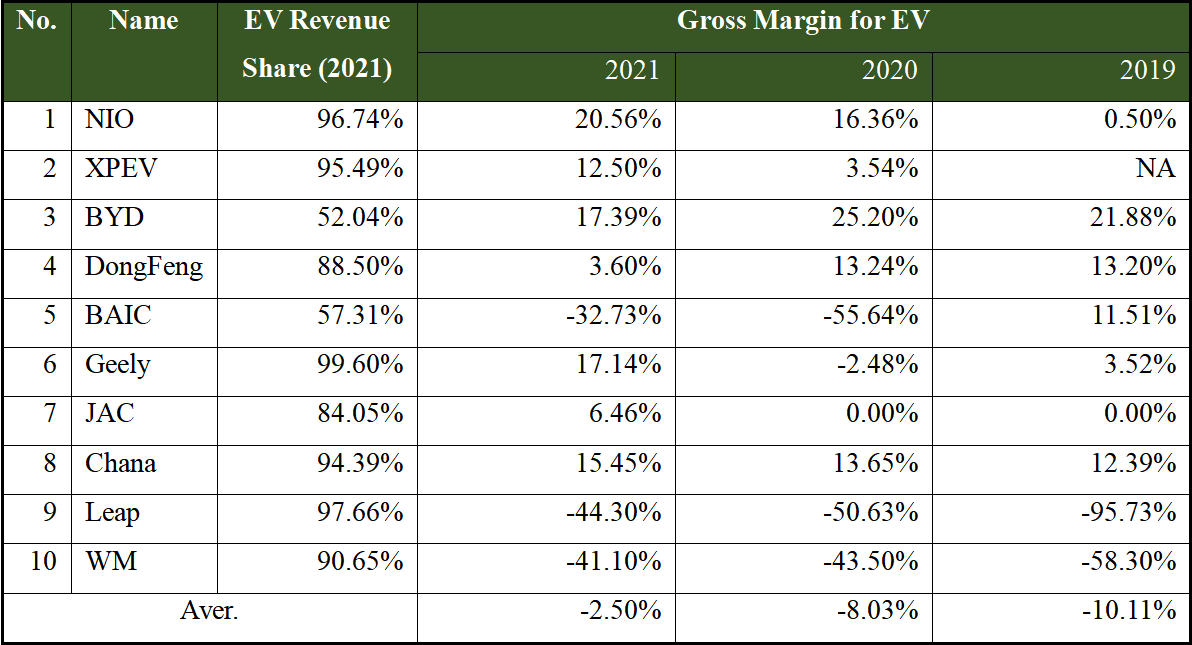 No. Name EV Revenue Share (2021) Gross Margin for EV
2021 2020 2019
1 NIO 96.74% 20.56% 16.36% 0.50%
2 XPEV 95.49% 12.50% 3.54% NA
3 BYD 52.04% 17.39% 25.20% 21.88%
4 DongFeng 88.50% 3.60% 13.24% 13.20%
5 BAIC 57.31% -32.73% -55.64% 11.51%
6 Geely 99.60% 17.14% -2.48% 3.52%
7 JAC 84.05% 6.46% 0.00% 0.00%
8 Chana 94.39% 15.45% 13.65% 12.39%
9 Leap 97.66% -44.30% -50.63% -95.73%
10 WM 90.65% -41.10% -43.50% -58.30%
Aver. -2.50% -8.03% -10.11%